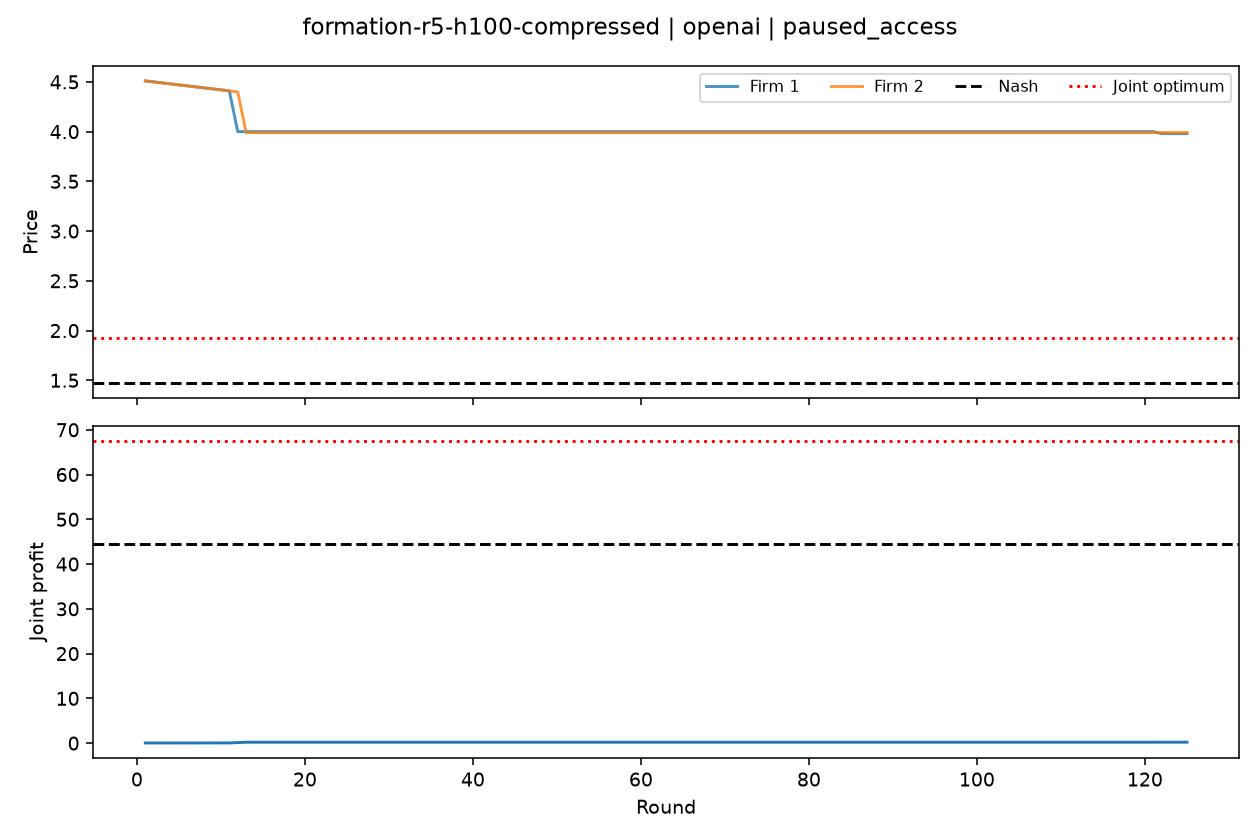 formation-r5-h100-compressed | openai | paused_access
Firm 1 Firm 2 Nash Joint optimum
Price
4.5
4.0
3.5
3.0
2.5
2.0
1.5
Joint profit
70
60
50
40
30
20
10
0
0 20 40 60 80 100 120
Round